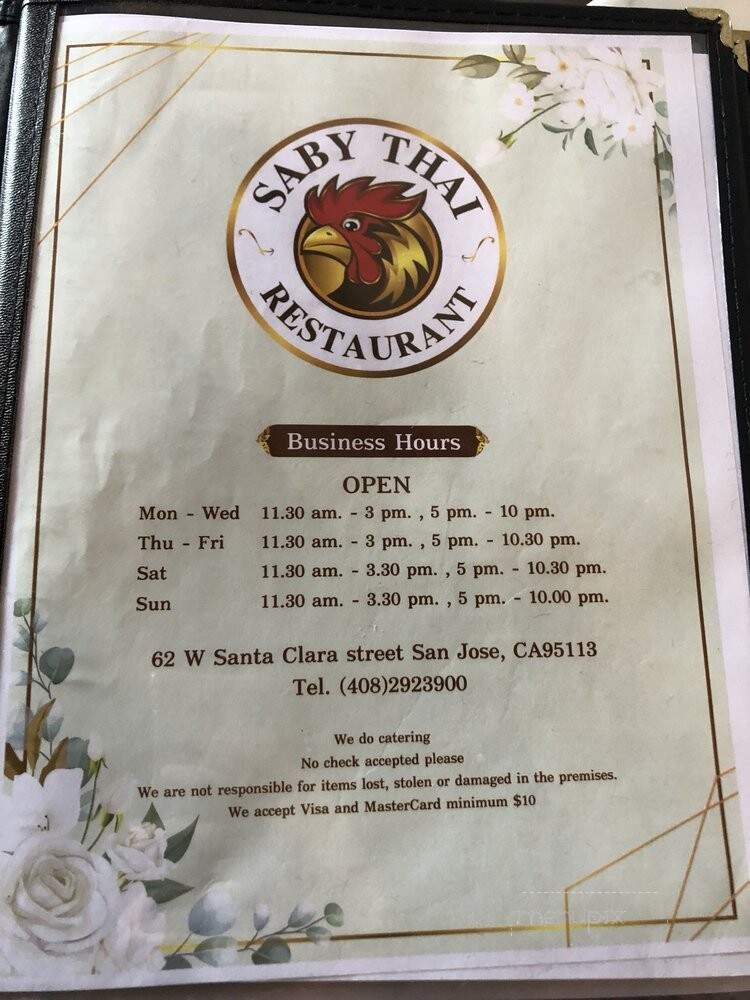 SABY THAI
RESTAURANT
Business Hours
OPEN
Mon - Wed 11.30 am. - 3 pm. , 5 pm. - 10 pm.
Thu - Fri 11.30 am. - 3 pm. , 5 pm. - 10.30 pm.
Sat 11.30 am. - 3.30 pm. , 5 pm. - 10.30 pm.
Sun 11.30 am. - 3.30 pm. , 5 pm. - 10.00 pm.
62 W Santa Clara street San Jose, CA95113
Tel. (408)2923900
We do catering
No check accepted please
We are not responsible for items lost, stolen or damaged in the premises.
We accept Visa and MasterCard minimum $10
menupix